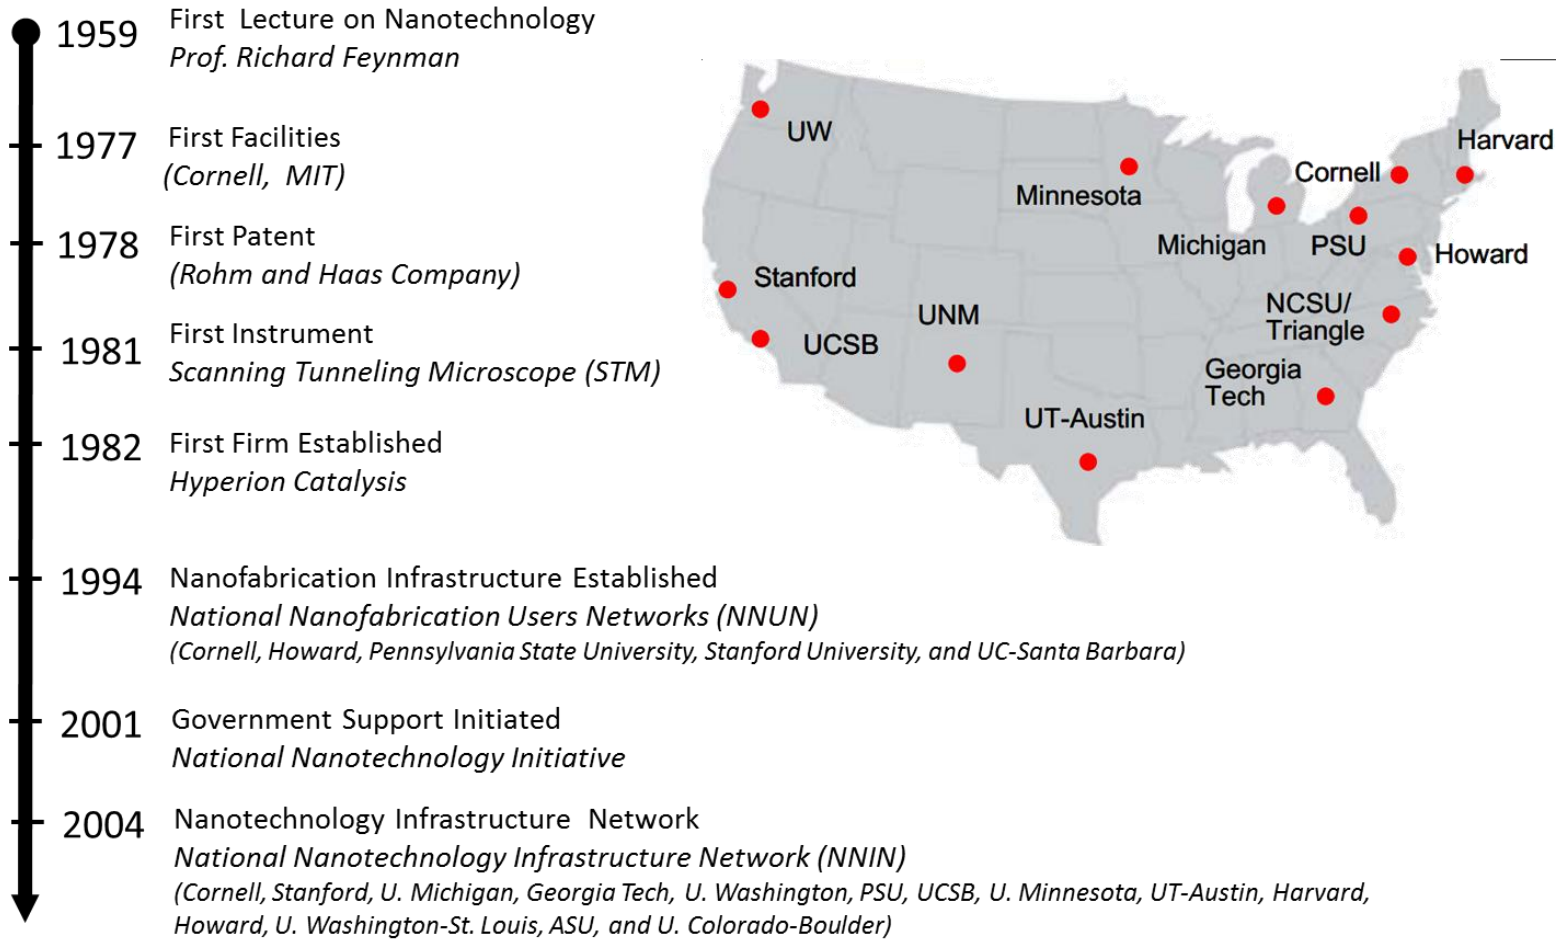 1959
First Lecture on Nanotechnology
Prof. Richard Feynman
1977
First Facilities
(Cornell, MIT)
1978
First Patent
(Rohm and Haas Company)
1981
First Instrument
Scanning Tunneling Microscope (STM)
1982
First Firm Established
Hyperion Catalysis
1994
Nanofabrication Infrastructure Established
National Nanofabrication Users Networks (NNUN)
(Cornell, Howard, Pennsylvania State University, Stanford University, and UC-Santa Barbara)
2001
Government Support Initiated
National Nanotechnology Initiative
2004
Nanotechnology Infrastructure Network
National Nanotechnology Infrastructure Network (NNIN)
(Cornell, Stanford, U. Michigan, Georgia Tech, U. Washington, PSU, UCSB, U. Minnesota, UT-Austin, Harvard,
Howard, U. Washington-St. Louis, ASU, and U. Colorado-Boulder)
UW
Harvard
Cornell
Minnesota
Michigan
PSU
Howard
Stanford
NCSU/
Triangle
UNM
UCSB
Georgia
Tech
UT-Austin